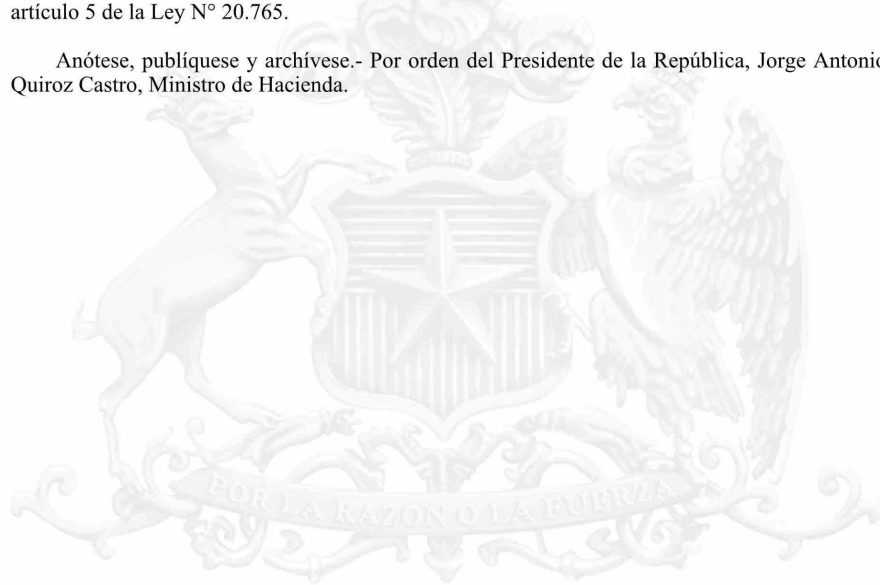 artículo 5 de la Ley N° 20.765.
Anótese, publíquese y archívese.- Por orden del Presidente de la República, Jorge Antonio
Quiroz Castro, Ministro de Hacienda.
POR LA RAZÓN O LA FUERZA